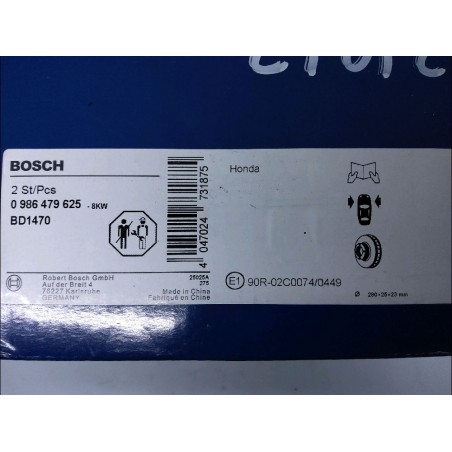 BOSCH
2 St/Pcs
0 986 479 625 - 8KW
BD1470
Robert Bosch GmbH
Auf der Breit 4
76227 Karlsruhe
GERMANY
25025A
275
Made in China
Fabriqué en Chine
4 047024 731875
Honda
E1 90R-02C0074/0449
Ø 260×25×23 mm